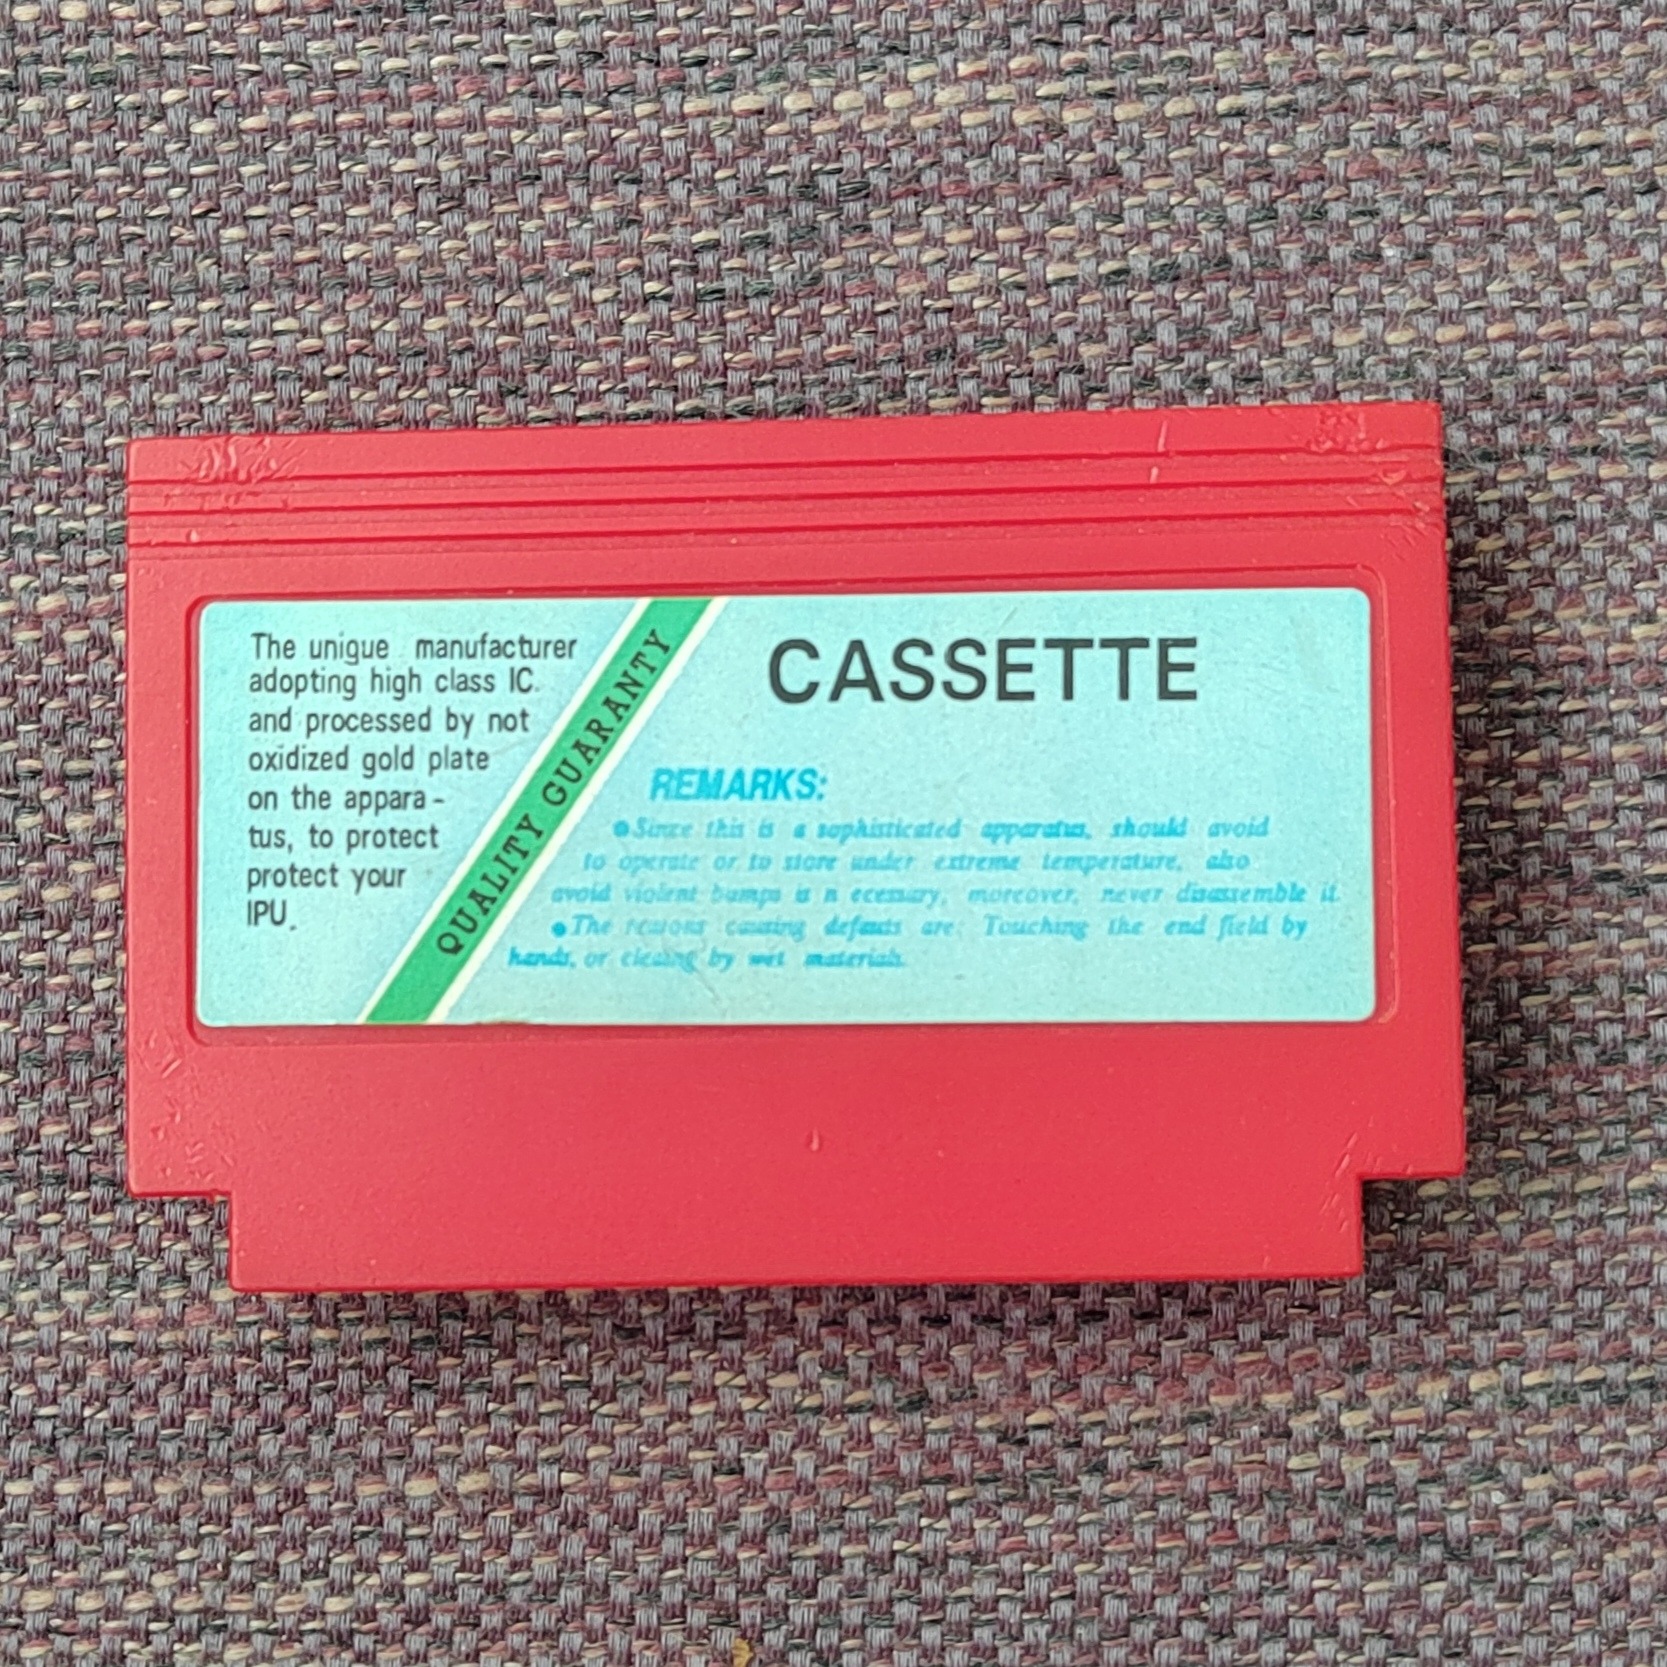 The unique manufacturer
adopting high class IC.
and processed by not
oxidized gold plate
on the appara-
tus, to protect
protect your
IPU.
QUALITY GUARANTY
CASSETTE
REMARKS:
●Since this is a sophisticated apparatus, should avoid
to operate or to store under extreme temperature, also
avoid violent bumps is n ecessary, moreover, never disassemble it.
●The reasons causing defauts are: Touching the end field by
hands, or cleaing by wet materials.